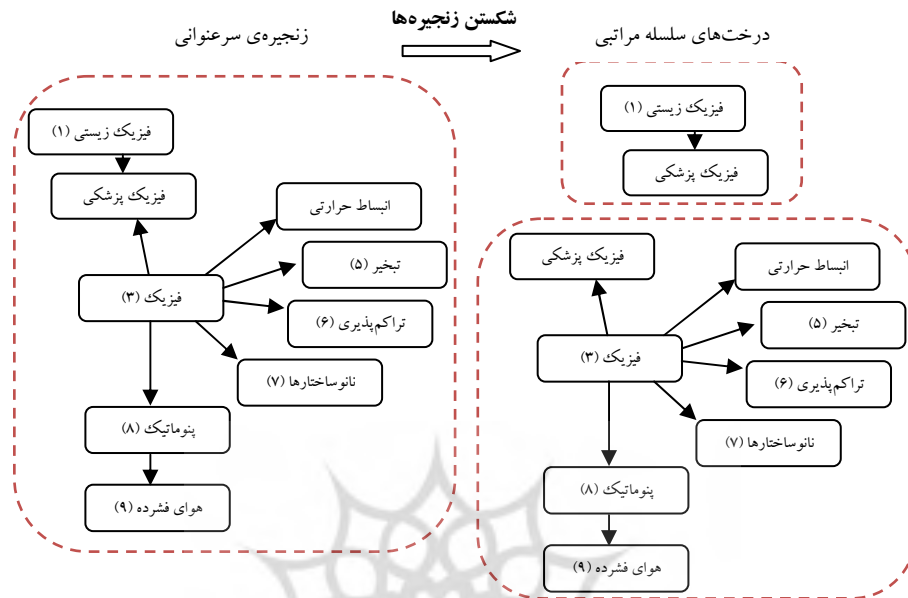 شکستن زنجیره‌ها
زنجیره‌ی سرعنوانی
درخت‌های سلسله مراتبی
فیزیک زیستی (۱)
فیزیک پزشکی
انبساط حرارتی
تبخیر (۵)
فیزیک (۳)
تراکم‌پذیری (۶)
نانوساختارها (۷)
پنوماتیک (۸)
هوای فشرده (۹)
فیزیک زیستی (۱)
فیزیک پزشکی
فیزیک پزشکی
انبساط حرارتی
تبخیر (۵)
فیزیک (۳)
تراکم‌پذیری (۶)
نانوساختارها (۷)
پنوماتیک (۸)
هوای فشرده (۹)